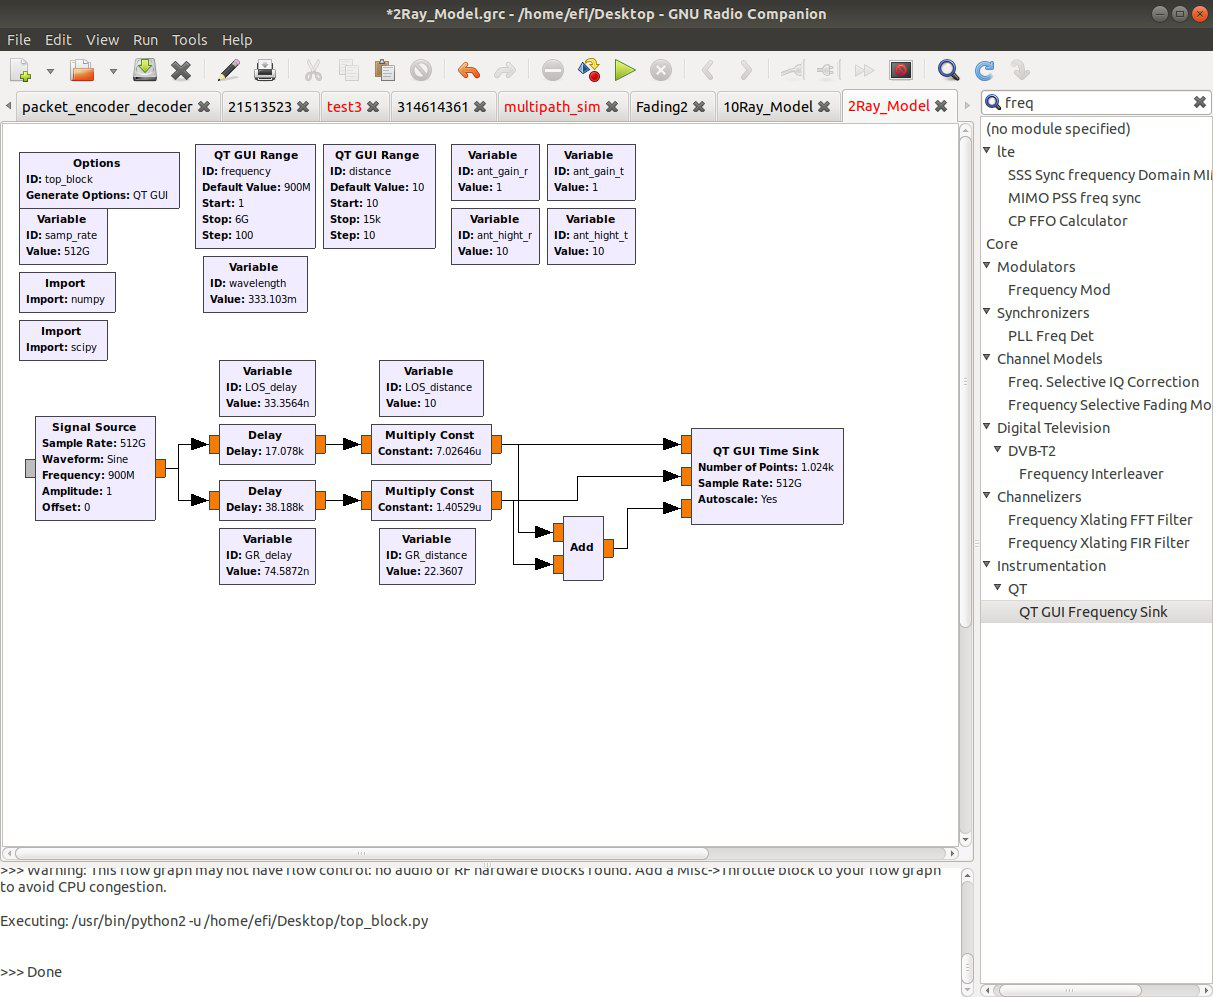 *2Ray_Model.grc - /home/efi/Desktop - GNU Radio Companion
File Edit View Run Tools Help
packet_encoder_decoder 21513523 test3 314614361 multipath_sim Fading2 10Ray_Model 2Ray_Model
Options
ID: top_block
Generate Options: QT GUI
Variable
ID: samp_rate
Value: 512G
Import
Import: numpy
Import
Import: scipy
QT GUI Range
ID: frequency
Default Value: 900M
Start: 1
Stop: 6G
Step: 100
QT GUI Range
ID: distance
Default Value: 10
Start: 10
Stop: 15k
Step: 10
Variable
ID: ant_gain_r
Value: 1
Variable
ID: ant_gain_t
Value: 1
Variable
ID: ant_hight_r
Value: 10
Variable
ID: ant_hight_t
Value: 10
Variable
ID: wavelength
Value: 333.103m
Variable
ID: LOS_delay
Value: 33.3564n
Variable
ID: LOS_distance
Value: 10
Signal Source
Sample Rate: 512G
Waveform: Sine
Frequency: 900M
Amplitude: 1
Offset: 0
Delay
Delay: 17.078k
Multiply Const
Constant: 7.02646u
Delay
Delay: 38.188k
Multiply Const
Constant: 1.40529u
QT GUI Time Sink
Number of Points: 1.024k
Sample Rate: 512G
Autoscale: Yes
Add
Variable
ID: GR_delay
Value: 74.5872n
Variable
ID: GR_distance
Value: 22.3607
>>> Warning: This flow graph may not have flow control: no audio or RF hardware blocks found. Add a Misc->Throttle block to your flow graph
to avoid CPU congestion.
Executing: /usr/bin/python2 -u /home/efi/Desktop/top_block.py
>>> Done
freq
(no module specified)
lte
SSS Sync frequency Domain MI
MIMO PSS freq sync
CP FFO Calculator
Core
Modulators
Frequency Mod
Synchronizers
PLL Freq Det
Channel Models
Freq. Selective IQ Correction
Frequency Selective Fading Mo
Digital Television
DVB-T2
Frequency Interleaver
Channelizers
Frequency Xlating FFT Filter
Frequency Xlating FIR Filter
Instrumentation
QT
QT GUI Frequency Sink